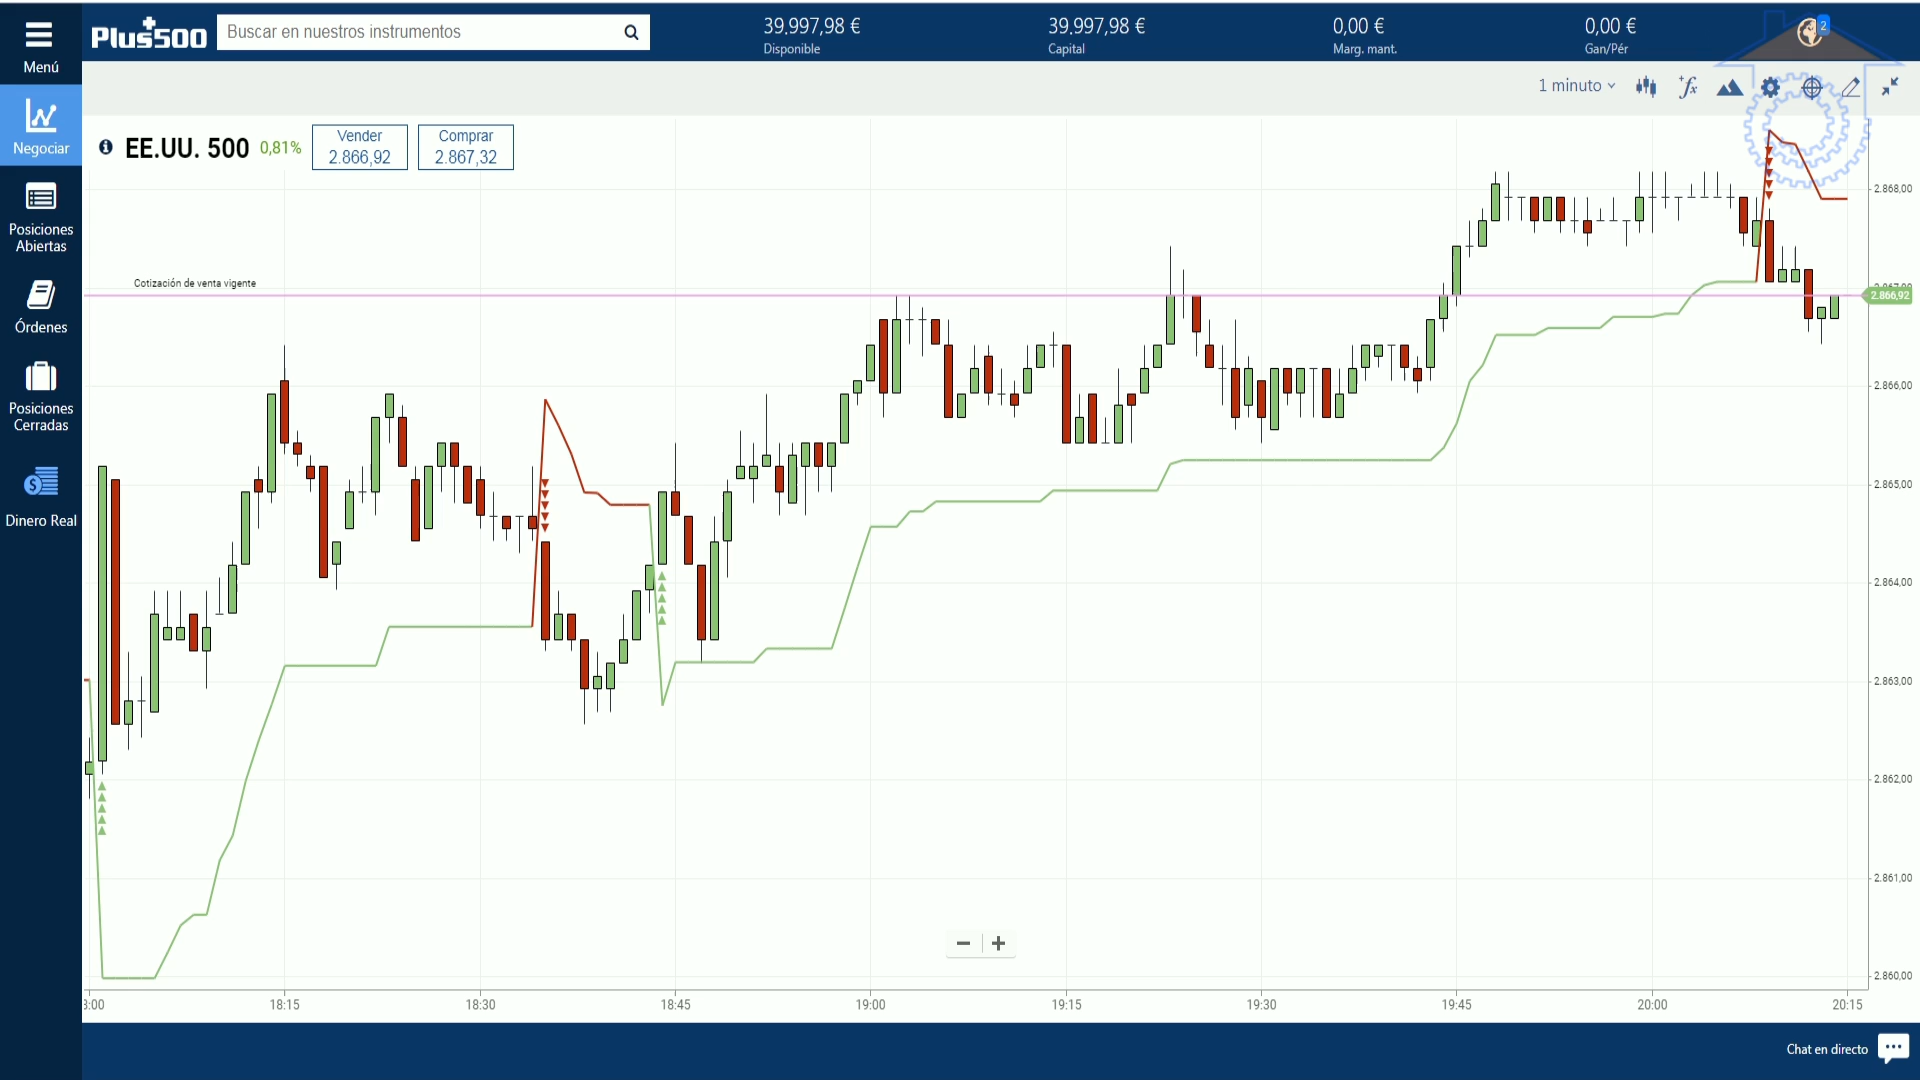 Menú
Plus500
Buscar en nuestros instrumentos
39.997,98 €
Disponible
39.997,98 €
Capital
0,00 €
Marg. mant.
0,00 €
Gan/Pér
2
1 minuto
Negociar
Posiciones
Abiertas
Órdenes
Posiciones
Cerradas
Dinero Real
EE.UU. 500
0,81%
Vender
2.866,92
Comprar
2.867,32
Cotización de venta vigente
2.868,00
2.866,92
2.866,00
2.865,00
2.864,00
2.863,00
2.862,00
2.861,00
2.860,00
18:15
18:30
18:45
19:00
19:15
19:30
19:45
20:00
20:15
Chat en directo